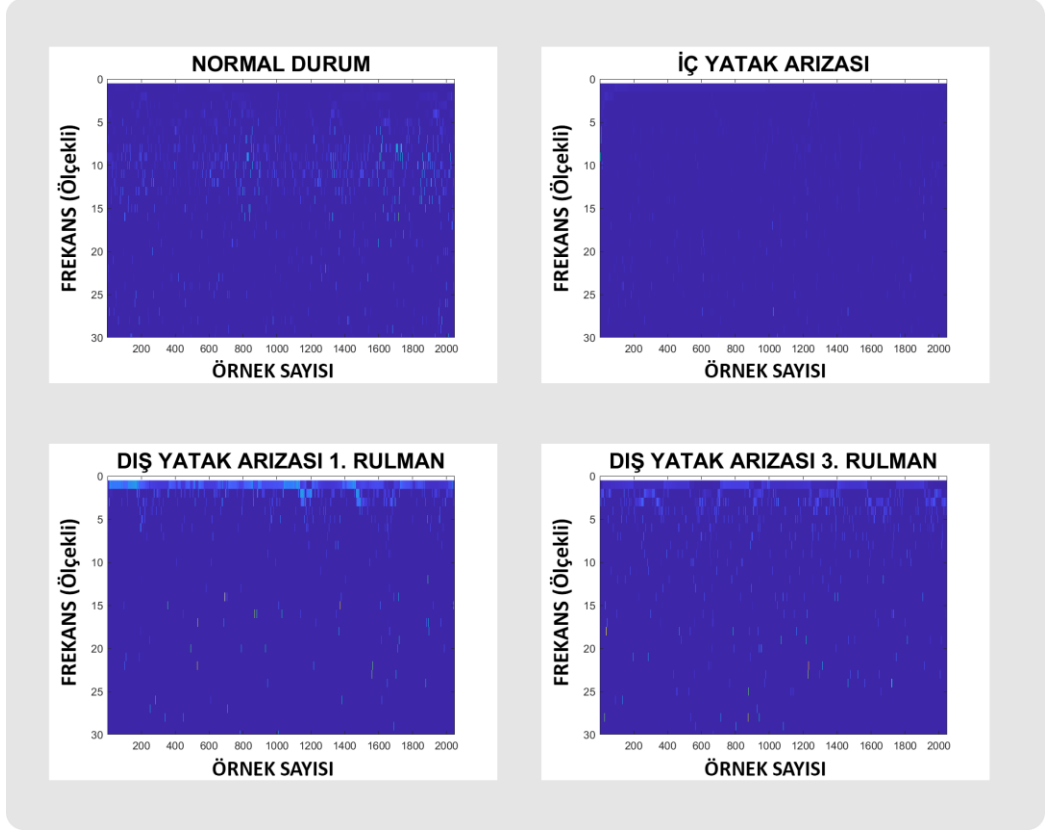 NORMAL DURUM
0
5
10
15
20
25
30
FREKANS (Ölçekli)
200 400 600 800 1000 1200 1400 1600 1800 2000
ÖRNEK SAYISI
İÇ YATAK ARIZASI
0
5
10
15
20
25
30
FREKANS (Ölçekli)
200 400 600 800 1000 1200 1400 1600 1800 2000
ÖRNEK SAYISI
DIŞ YATAK ARIZASI 1. RULMAN
0
5
10
15
20
25
30
FREKANS (Ölçekli)
200 400 600 800 1000 1200 1400 1600 1800 2000
ÖRNEK SAYISI
DIŞ YATAK ARIZASI 3. RULMAN
0
5
10
15
20
25
30
FREKANS (Ölçekli)
200 400 600 800 1000 1200 1400 1600 1800 2000
ÖRNEK SAYISI